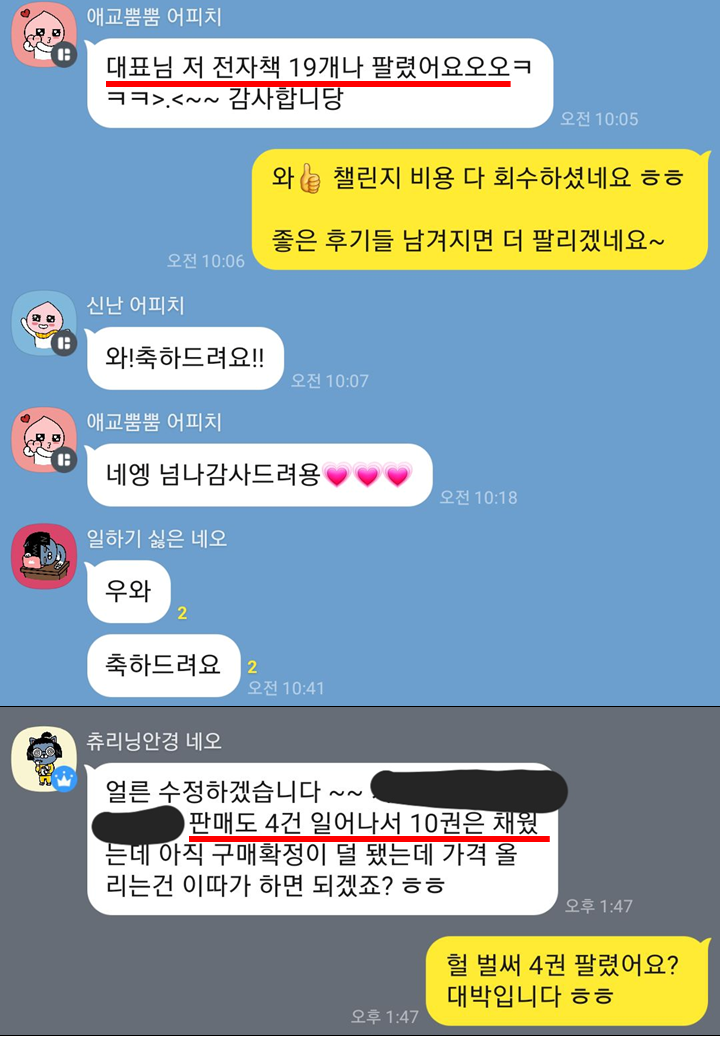 애교뿜뿜 어피치
대표님 저 전자책 19개나 팔렸어요오오ㅋ
ㅋㅋ>.<~~ 감사합니당
오전 10:05
와👍 챌린지 비용 다 회수하셨네요 ㅎㅎ
좋은 후기들 남겨지면 더 팔리겠네요~
오전 10:06
신난 어피치
와!축하드려요!!
오전 10:07
애교뿜뿜 어피치
네엥 넘나감사드려용💗💗💗
오전 10:18
일하기 싫은 네오
우와
2
축하드려요
2
오전 10:41
츄리닝안경 네오
얼른 수정하겠습니다 ~~
판매도 4건 일어나서 10권은 채웠
는데 아직 구매확정이 덜 됐는데 가격 올
리는건 이따가 하면 되겠죠? ㅎㅎ
오후 1:47
헐 벌써 4권 팔렸어요?
대박입니다 ㅎㅎ
오후 1:47